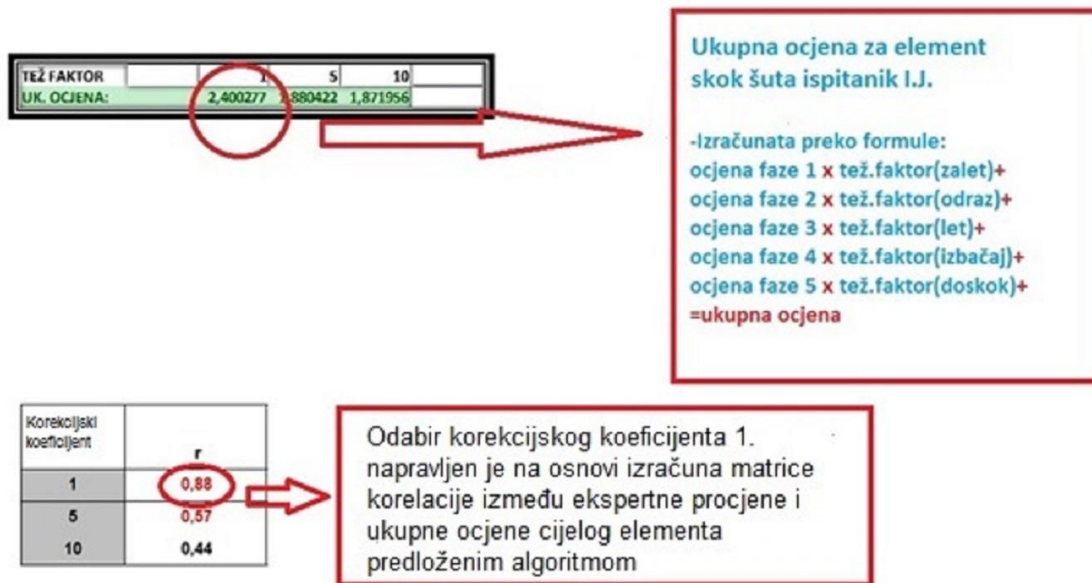 TEŽ FAKTOR 1 5 10
UK. OCJENA: 2,400277 1,880422 1,871956
Ukupna ocjena za element
skok šuta ispitanik I.J.
-Izračunata preko formule:
ocjena faze 1 x tež.faktor(zalet)+
ocjena faze 2 x tež.faktor(odraz)+
ocjena faze 3 x tež.faktor(let)+
ocjena faze 4 x tež.faktor(izbačaj)+
ocjena faze 5 x tež.faktor(doskok)+
=ukupna ocjena
Korekcijski
koeficijent r
1 0,88
5 0,57
10 0,44
Odabir korekcijskog koeficijenta 1.
napravljen je na osnovi izračuna matrice
korelacije između ekspertne procjene i
ukupne ocjene cijelog elementa
predloženim algoritmom